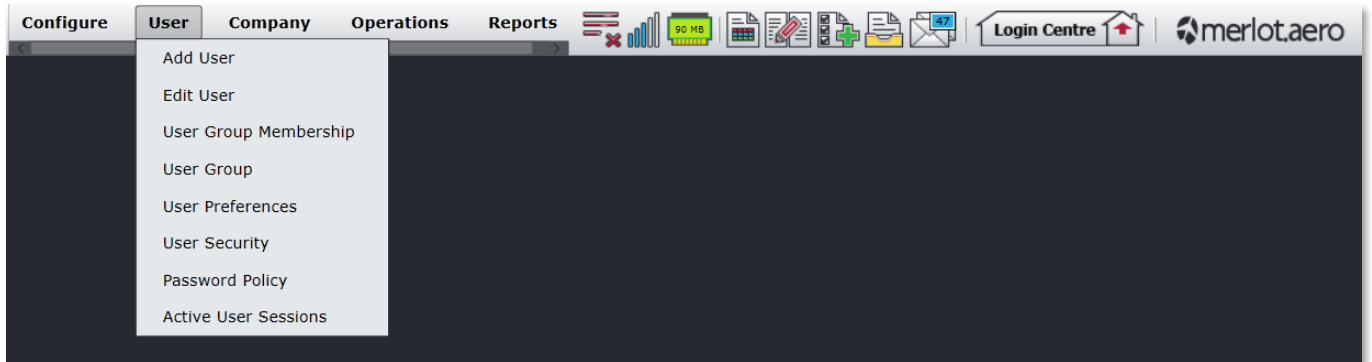 Configure User Company Operations Reports 90 MB 47 Login Centre merlot.aero
Add User
Edit User
User Group Membership
User Group
User Preferences
User Security
Password Policy
Active User Sessions